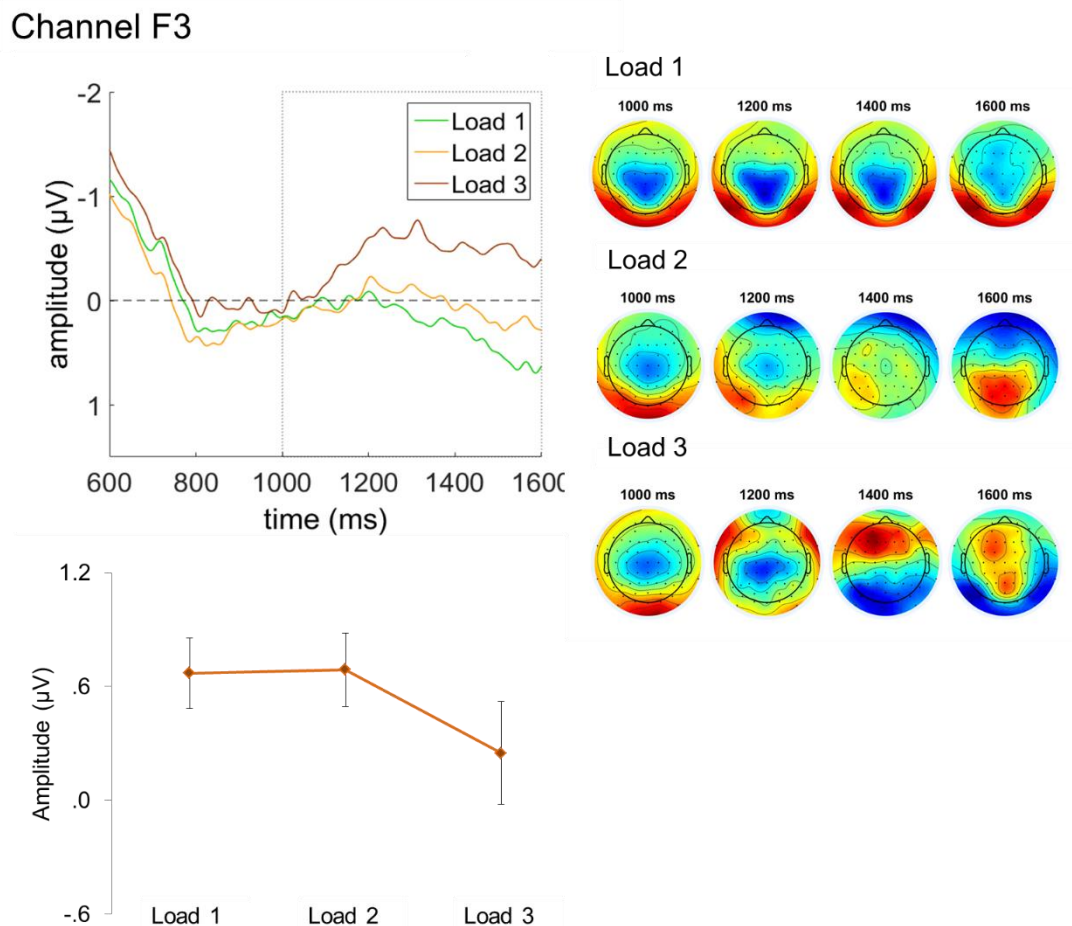 Channel F3
-2
-1
0
1
amplitude (µV)
Load 1
Load 2
Load 3
600 800 1000 1200 1400 1600
time (ms)
Load 1
1000 ms 1200 ms 1400 ms 1600 ms
Load 2
1000 ms 1200 ms 1400 ms 1600 ms
Load 3
1000 ms 1200 ms 1400 ms 1600 ms
1.2
.6
.0
-.6
Amplitude (µV)
Load 1 Load 2 Load 3